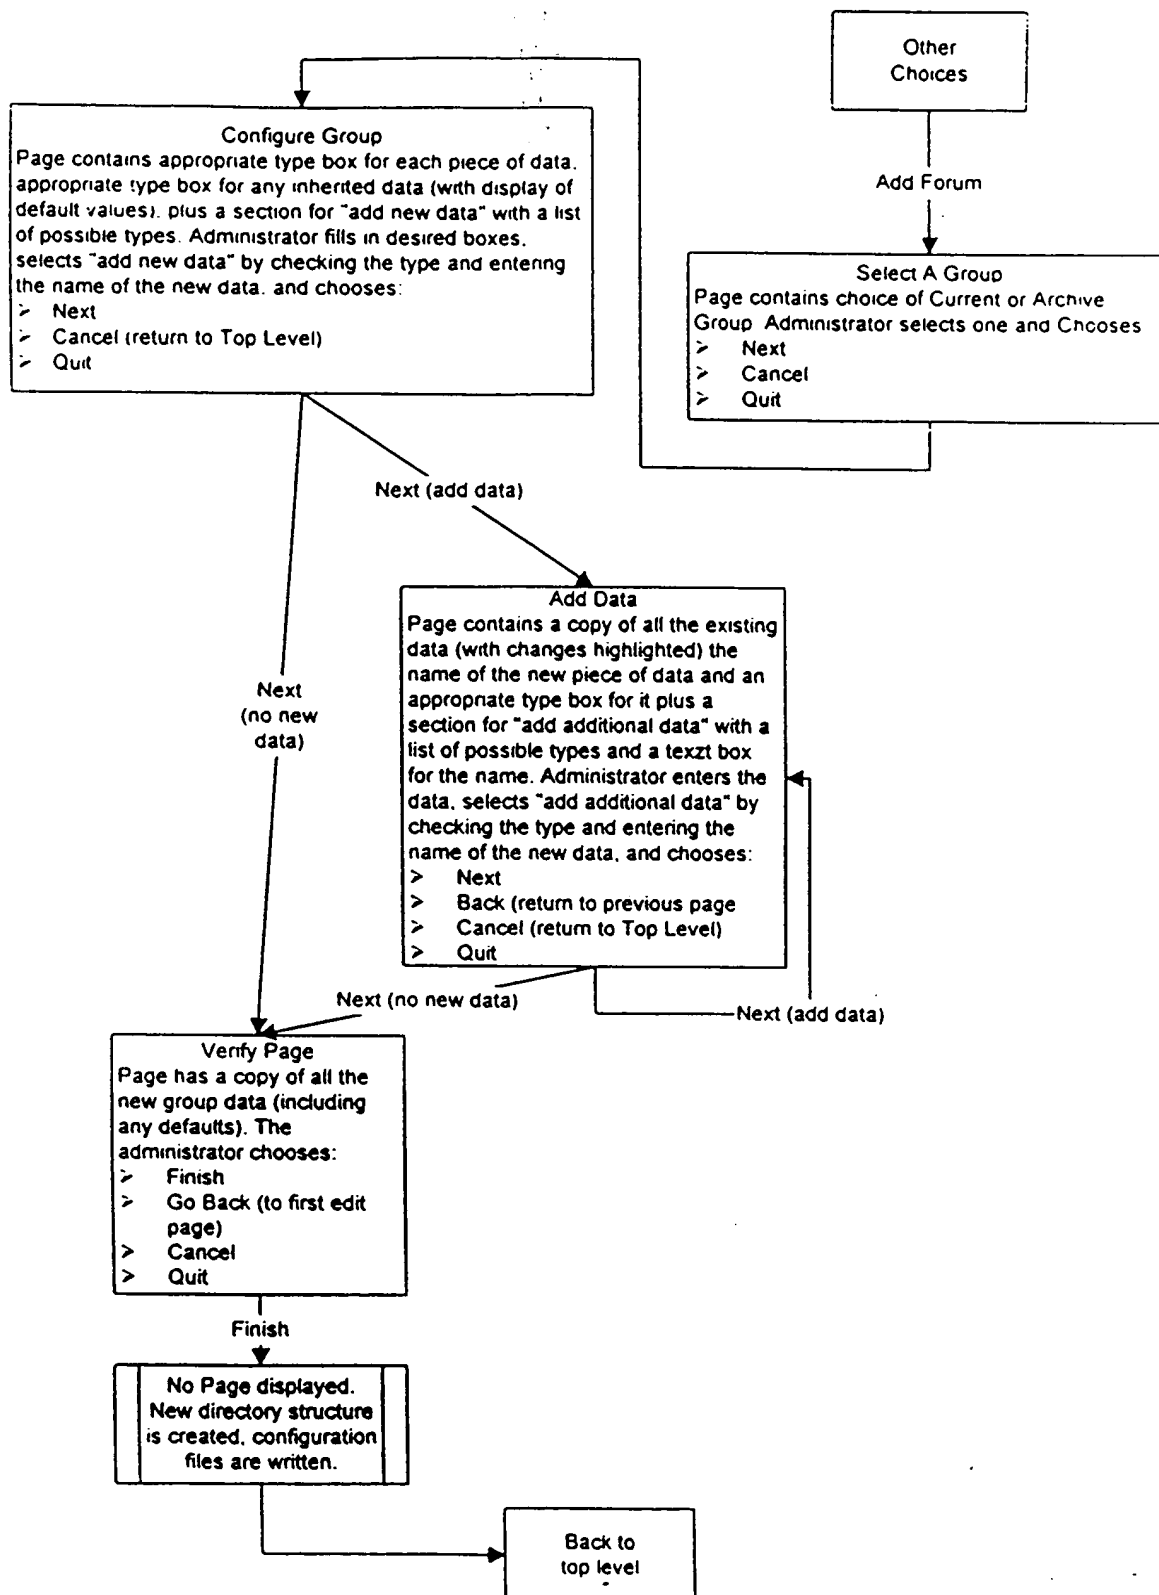 Other
Choices
Add Forum
Select A Group
Page contains choice of Current or Archive
Group Administrator selects one and Chooses
> Next
> Cancel
> Quit
Configure Group
Page contains appropriate type box for each piece of data,
appropriate type box for any inherited data (with display of
default values), plus a section for "add new data" with a list
of possible types. Administrator fills in desired boxes,
selects "add new data" by checking the type and entering
the name of the new data, and chooses:
> Next
> Cancel (return to Top Level)
> Quit
Next (add data)
Next
(no new
data)
Add Data
Page contains a copy of all the existing
data (with changes highlighted) the
name of the new piece of data and an
appropriate type box for it plus a
section for "add additional data" with a
list of possible types and a texzt box
for the name. Administrator enters the
data, selects "add additional data" by
checking the type and entering the
name of the new data, and chooses:
> Next
> Back (return to previous page
> Cancel (return to Top Level)
> Quit
Next (no new data)
Next (add data)
Verify Page
Page has a copy of all the
new group data (including
any defaults). The
administrator chooses:
> Finish
> Go Back (to first edit
page)
> Cancel
> Quit
Finish
No Page displayed.
New directory structure
is created, configuration
files are written.
Back to
top level